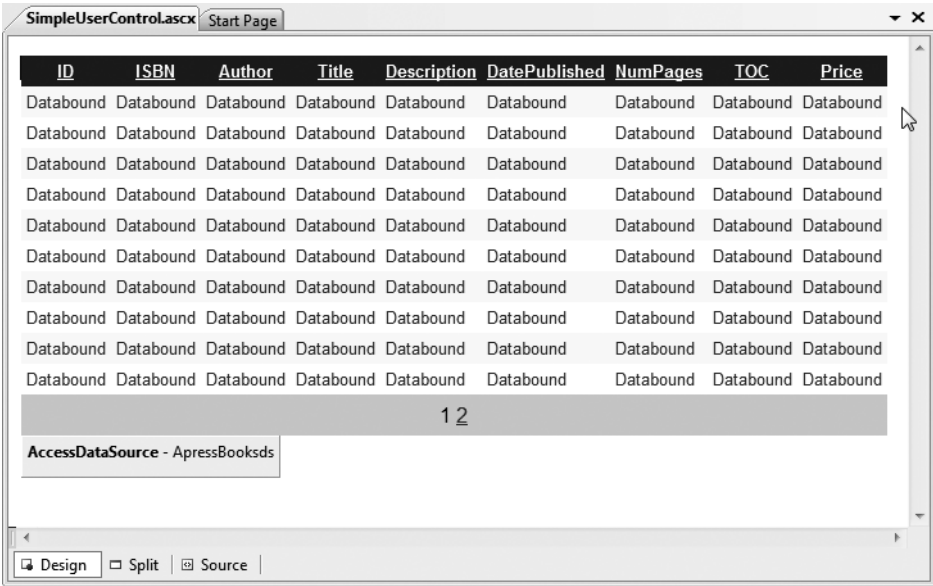 SimpleUserControl.ascx Start Page
ID ISBN Author Title Description DatePublished NumPages TOC Price
Databound Databound Databound Databound Databound Databound Databound Databound Databound
Databound Databound Databound Databound Databound Databound Databound Databound Databound
Databound Databound Databound Databound Databound Databound Databound Databound Databound
Databound Databound Databound Databound Databound Databound Databound Databound Databound
Databound Databound Databound Databound Databound Databound Databound Databound Databound
Databound Databound Databound Databound Databound Databound Databound Databound Databound
Databound Databound Databound Databound Databound Databound Databound Databound Databound
Databound Databound Databound Databound Databound Databound Databound Databound Databound
Databound Databound Databound Databound Databound Databound Databound Databound Databound
Databound Databound Databound Databound Databound Databound Databound Databound Databound
1 2
AccessDataSource - ApressBooksds
Design Split Source